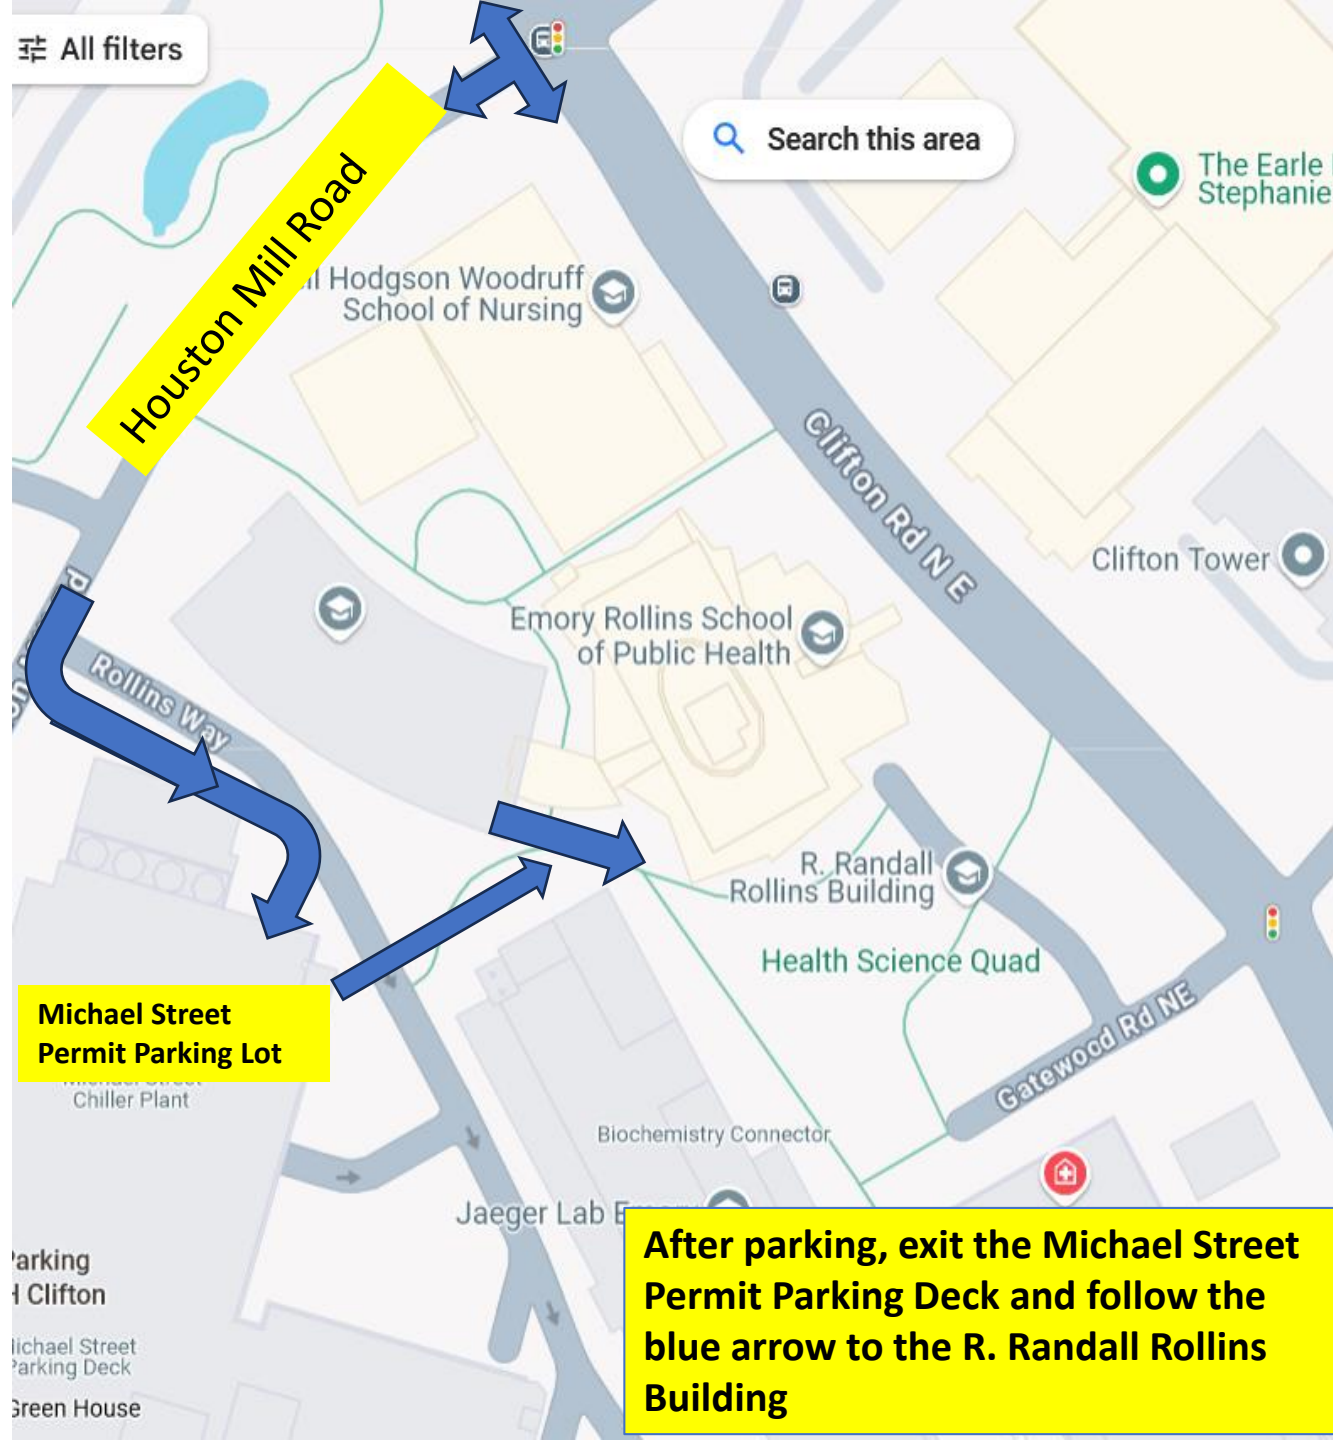 All filters
Search this area
The Earle
Stephanie
Houston Mill Road
Hodgson Woodruff
School of Nursing
Clifton Rd NE
Clifton Tower
Emory Rollins School
of Public Health
Rollins Way
R. Randall
Rollins Building
Health Science Quad
Gatewood Rd NE
Michael Street
Permit Parking Lot
Chiller Plant
Biochemistry Connector
Jaeger Lab
Clifton
Street
Parking Deck
Green House
After parking, exit the Michael Street
Permit Parking Deck and follow the
blue arrow to the R. Randall Rollins
Building